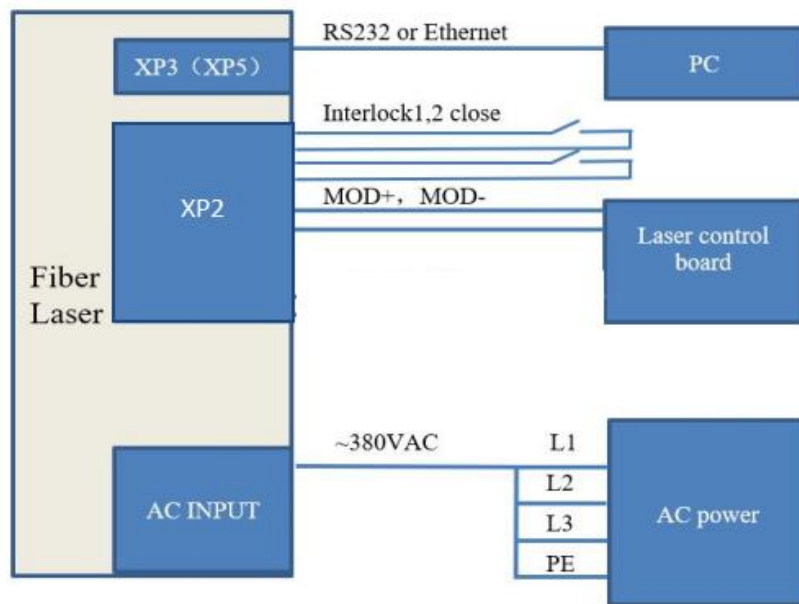 RS232 or Ethernet
XP3（XP5）
PC
Interlock1,2 close
XP2
MOD+，MOD-
Laser control
board
Fiber
Laser
~380VAC
L1
L2
AC INPUT
L3
AC power
PE